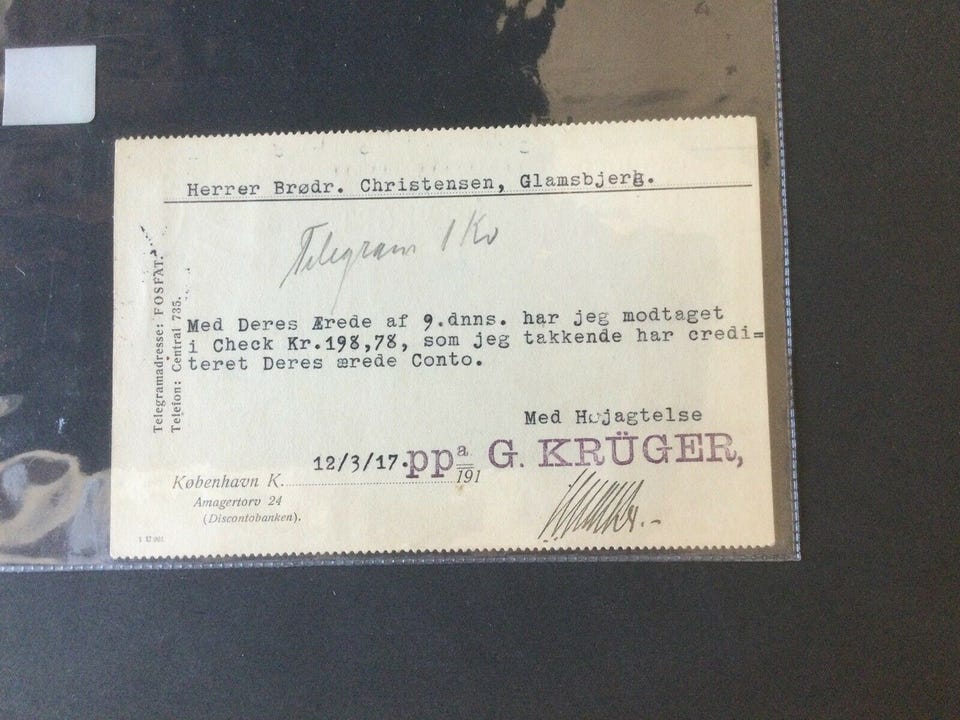 Herrer Brødr. Christensen, Glamsbjerg.
Telegram 1 Kr
Telegramadresse: FOSFAT.
Telefon: Central 735.
Med Deres Ærede af 9.dnns. har jeg modtaget
i Check Kr.198,78, som jeg takkende har credi=
teret Deres ærede Conto.
Med Højagtelse
12/3/17. ppa G. KRÜGER,
København K. 191
Amagertorv 24
(Discontobanken).